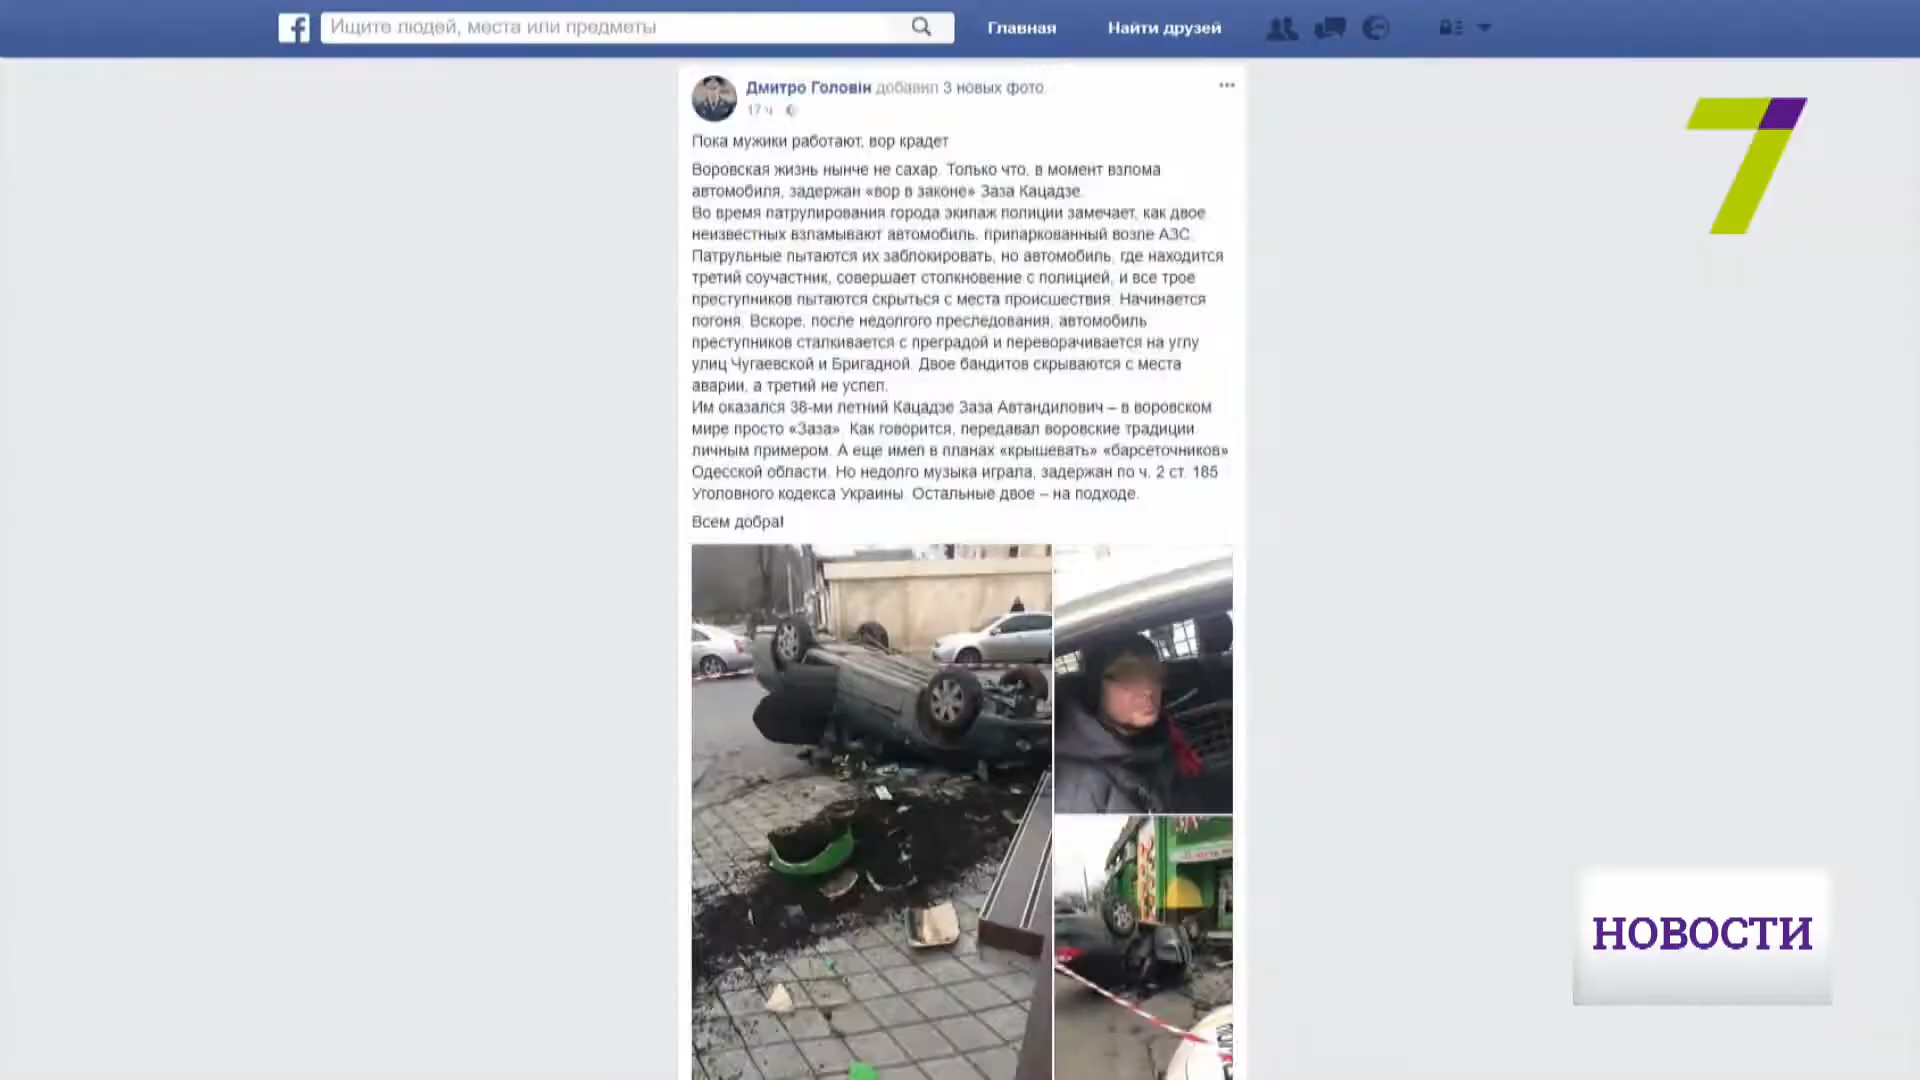 Ищите людей, места или предметы
Главная
Найти друзей
Дмитро Головін добавил 3 новых фото.
17 ч
Пока мужики работают, вор крадет
Воровская жизнь нынче не сахар. Только что, в момент взлома
автомобиля, задержан «вор в законе» Заза Кацадзе.
Во время патрулирования города экипаж полиции замечает, как двое
неизвестных взламывают автомобиль, припаркованный возле АЗС.
Патрульные пытаются их заблокировать, но автомобиль, где находится
третий соучастник, совершает столкновение с полицией, и все трое
преступников пытаются скрыться с места происшествия. Начинается
погоня. Вскоре, после недолгого преследования, автомобиль
преступников сталкивается с преградой и переворачивается на углу
улиц Чугаевской и Бригадной. Двое бандитов скрываются с места
аварии, а третий не успел.
Им оказался 38-ми летний Кацадзе Заза Автандилович – в воровском
мире просто «Заза». Как говорится, передавал воровские традиции
личным примером. А еще имел в планах «крышевать» «барсеточников»
Одесской области. Но недолго музыка играла, задержан по ч. 2 ст. 185
Уголовного кодекса Украины. Остальные двое – на подходе.
Всем добра!
7
НОВОСТИ